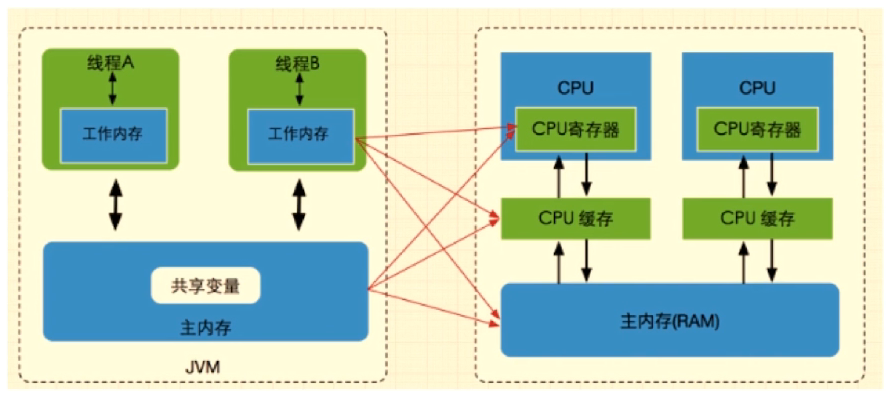 线程A
工作内存
线程B
工作内存
共享变量
主内存
JVM
CPU
CPU寄存器
CPU 缓存
CPU
CPU寄存器
CPU 缓存
主内存(RAM)